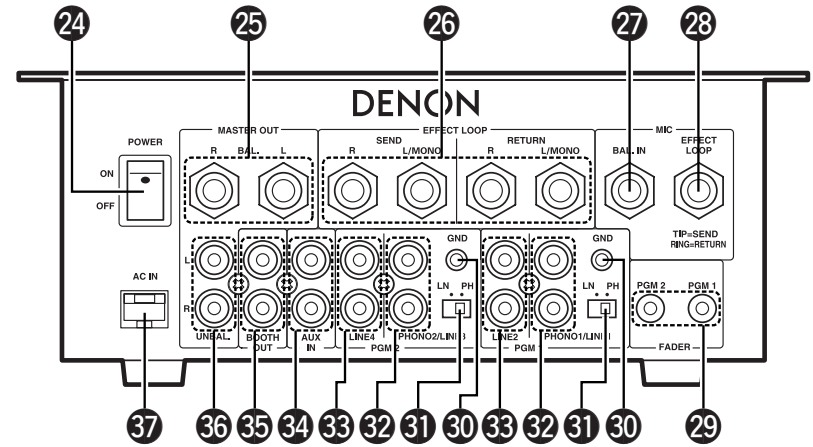 24 25 26 27 28
DENON
POWER
MASTER OUT
EFFECT LOOP
MIC
SEND
RETURN
R BAL. L
R L/MONO
R L/MONO
BAL. IN
EFFECT
LOOP
ON
OFF
TIP=SEND
RING=RETURN
GND
GND
AC IN
L
R
LN PH
LN PH
PGM 2 PGM 1
UNBAL.
BOOTH
OUT
AUX
IN
LINE4
PHONO2/LINE3
PGM 2
LINE2
PHONO1/LINE1
PGM 1
FADER
37 36 35 34 33 32 31 30 33 32 31 30 29